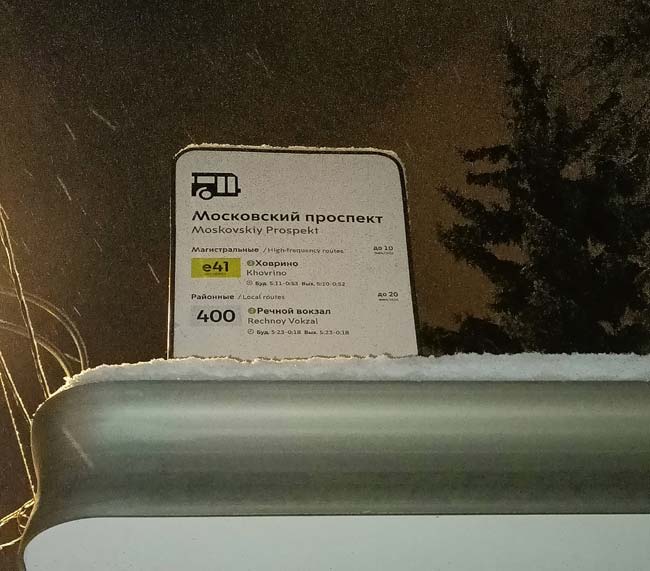 Московский проспект
Moskovskiy Prospekt
Магистральные / High-frequency routes до 10
е41 Ховрино
Khovrino
Буд. 5:11-0:53 Вых. 5:10-0:52
Районные / Local routes до 20
400 Речной вокзал
Rechnoy Vokzal
Буд. 5:23-0:18 Вых. 5:23-0:18